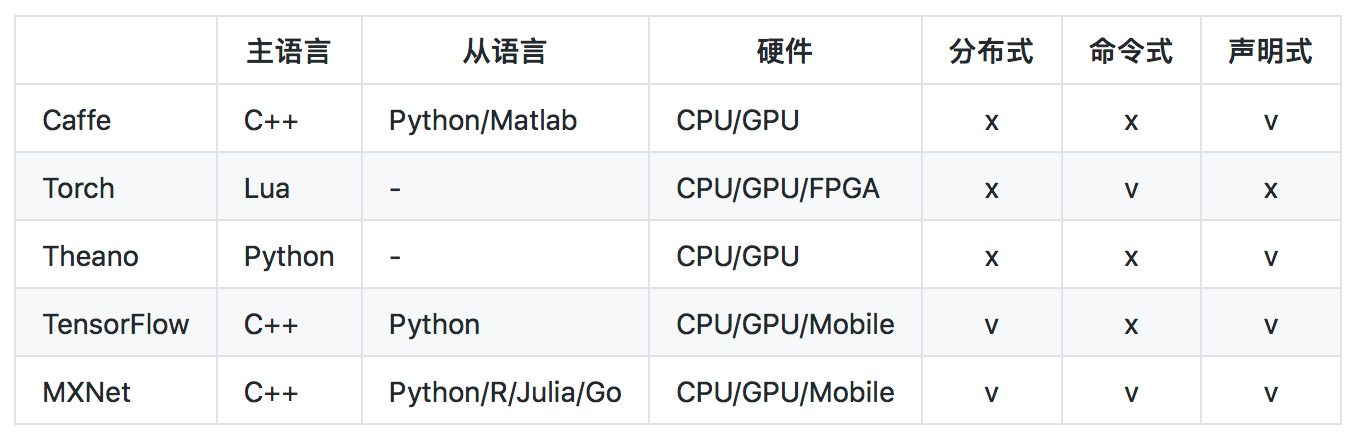 主语言 从语言 硬件 分布式 命令式 声明式
Caffe C++ Python/Matlab CPU/GPU x x v
Torch Lua - CPU/GPU/FPGA x v x
Theano Python - CPU/GPU x x v
TensorFlow C++ Python CPU/GPU/Mobile v x v
MXNet C++ Python/R/Julia/Go CPU/GPU/Mobile v v v